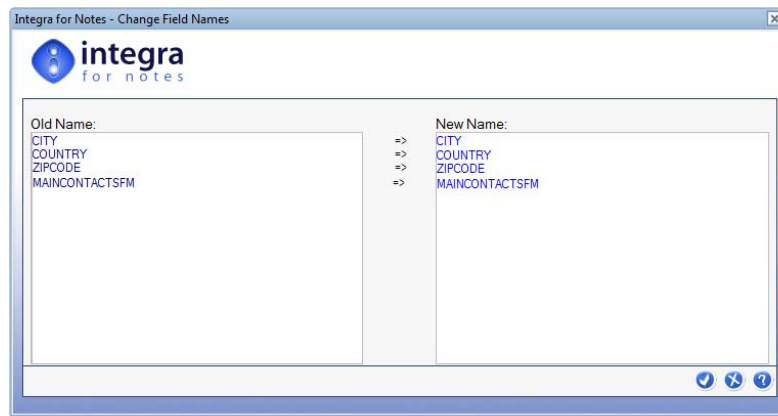 Integra for Notes - Change Field Names
integra
for notes
Old Name: New Name:
CITY => CITY
COUNTRY => COUNTRY
ZIPCODE => ZIPCODE
MAINCONTACTSFM => MAINCONTACTSFM